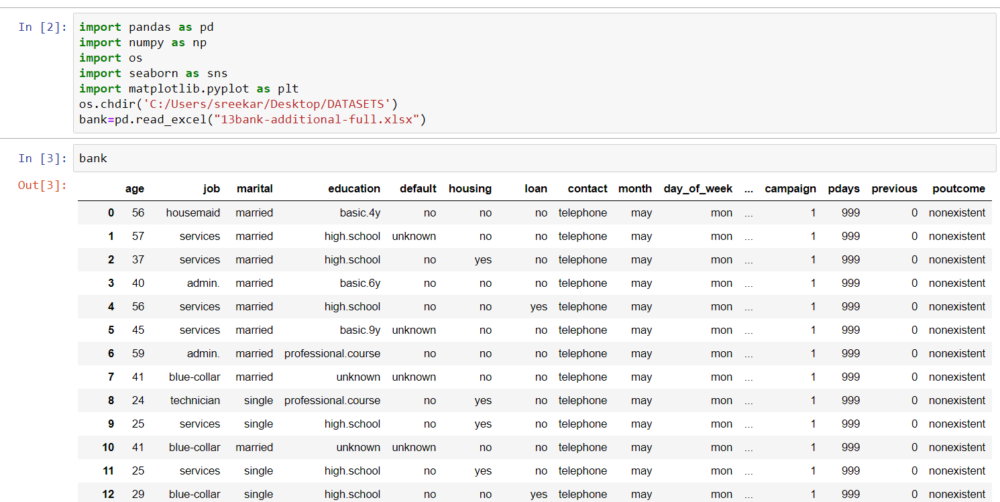 In [2]: import pandas as pd
import numpy as np
import os
import seaborn as sns
import matplotlib.pyplot as plt
os.chdir('C:/Users/sreekar/Desktop/DATASETS')
bank=pd.read_excel("13bank-additional-full.xlsx")
In [3]: bank
Out[3]:
age job marital education default housing loan contact month day_of_week ... campaign pdays previous poutcome
0 56 housemaid married basic.4y no no no telephone may mon ... 1 999 0 nonexistent
1 57 services married high.school unknown no no telephone may mon ... 1 999 0 nonexistent
2 37 services married high.school no yes no telephone may mon ... 1 999 0 nonexistent
3 40 admin. married basic.6y no no no telephone may mon ... 1 999 0 nonexistent
4 56 services married high.school no no yes telephone may mon ... 1 999 0 nonexistent
5 45 services married basic.9y unknown no no telephone may mon ... 1 999 0 nonexistent
6 59 admin. married professional.course no no no telephone may mon ... 1 999 0 nonexistent
7 41 blue-collar married unknown unknown no no telephone may mon ... 1 999 0 nonexistent
8 24 technician single professional.course no yes no telephone may mon ... 1 999 0 nonexistent
9 25 services single high.school no yes no telephone may mon ... 1 999 0 nonexistent
10 41 blue-collar married unknown unknown no no telephone may mon ... 1 999 0 nonexistent
11 25 services single high.school no yes no telephone may mon ... 1 999 0 nonexistent
12 29 blue-collar single high.school no no yes telephone may mon ... 1 999 0 nonexistent